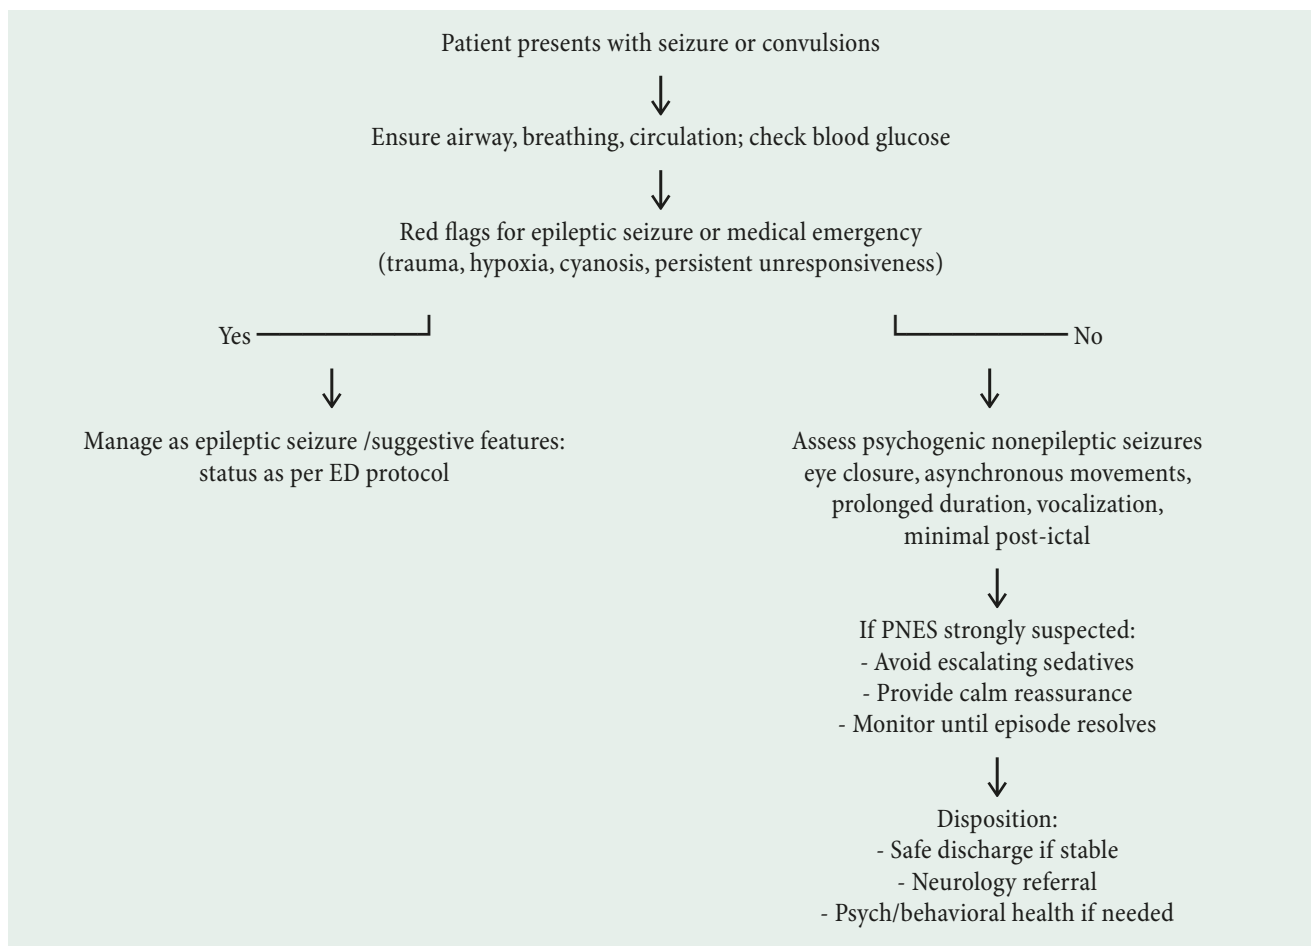 Patient presents with seizure or convulsions
Ensure airway, breathing, circulation; check blood glucose
Red flags for epileptic seizure or medical emergency
(trauma, hypoxia, cyanosis, persistent unresponsiveness)
Yes
No
Manage as epileptic seizure /suggestive features:
status as per ED protocol
Assess psychogenic nonepileptic seizures
eye closure, asynchronous movements,
prolonged duration, vocalization,
minimal post-ictal
If PNES strongly suspected:
- Avoid escalating sedatives
- Provide calm reassurance
- Monitor until episode resolves
Disposition:
- Safe discharge if stable
- Neurology referral
- Psych/behavioral health if needed